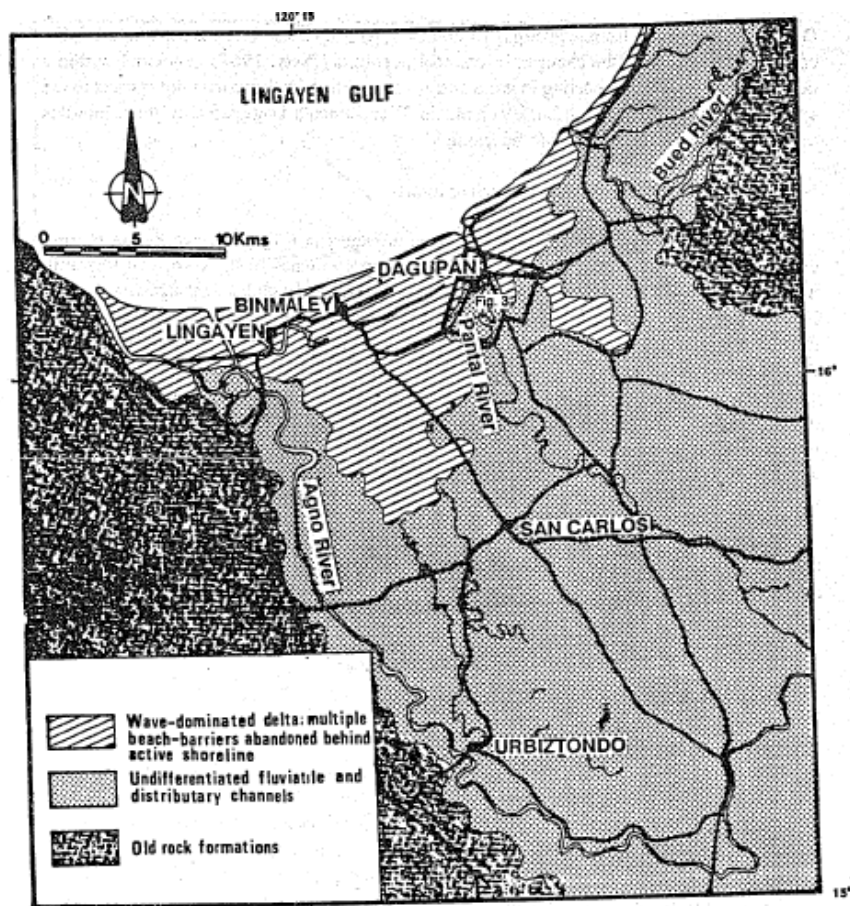 120° 15
LINGAYEN GULF
Bued River
N
0 5 10Kms
DAGUPAN
BINMALEY
Fig. 3
LINGAYEN
Pantal River
16°
Agno River
SAN CARLOS
Wave-dominated delta: multiple
beach-barriers abandoned behind
active shoreline
URBIZTONDO
Undifferentiated fluviatile and
distributary channels
Old rock formations
15°